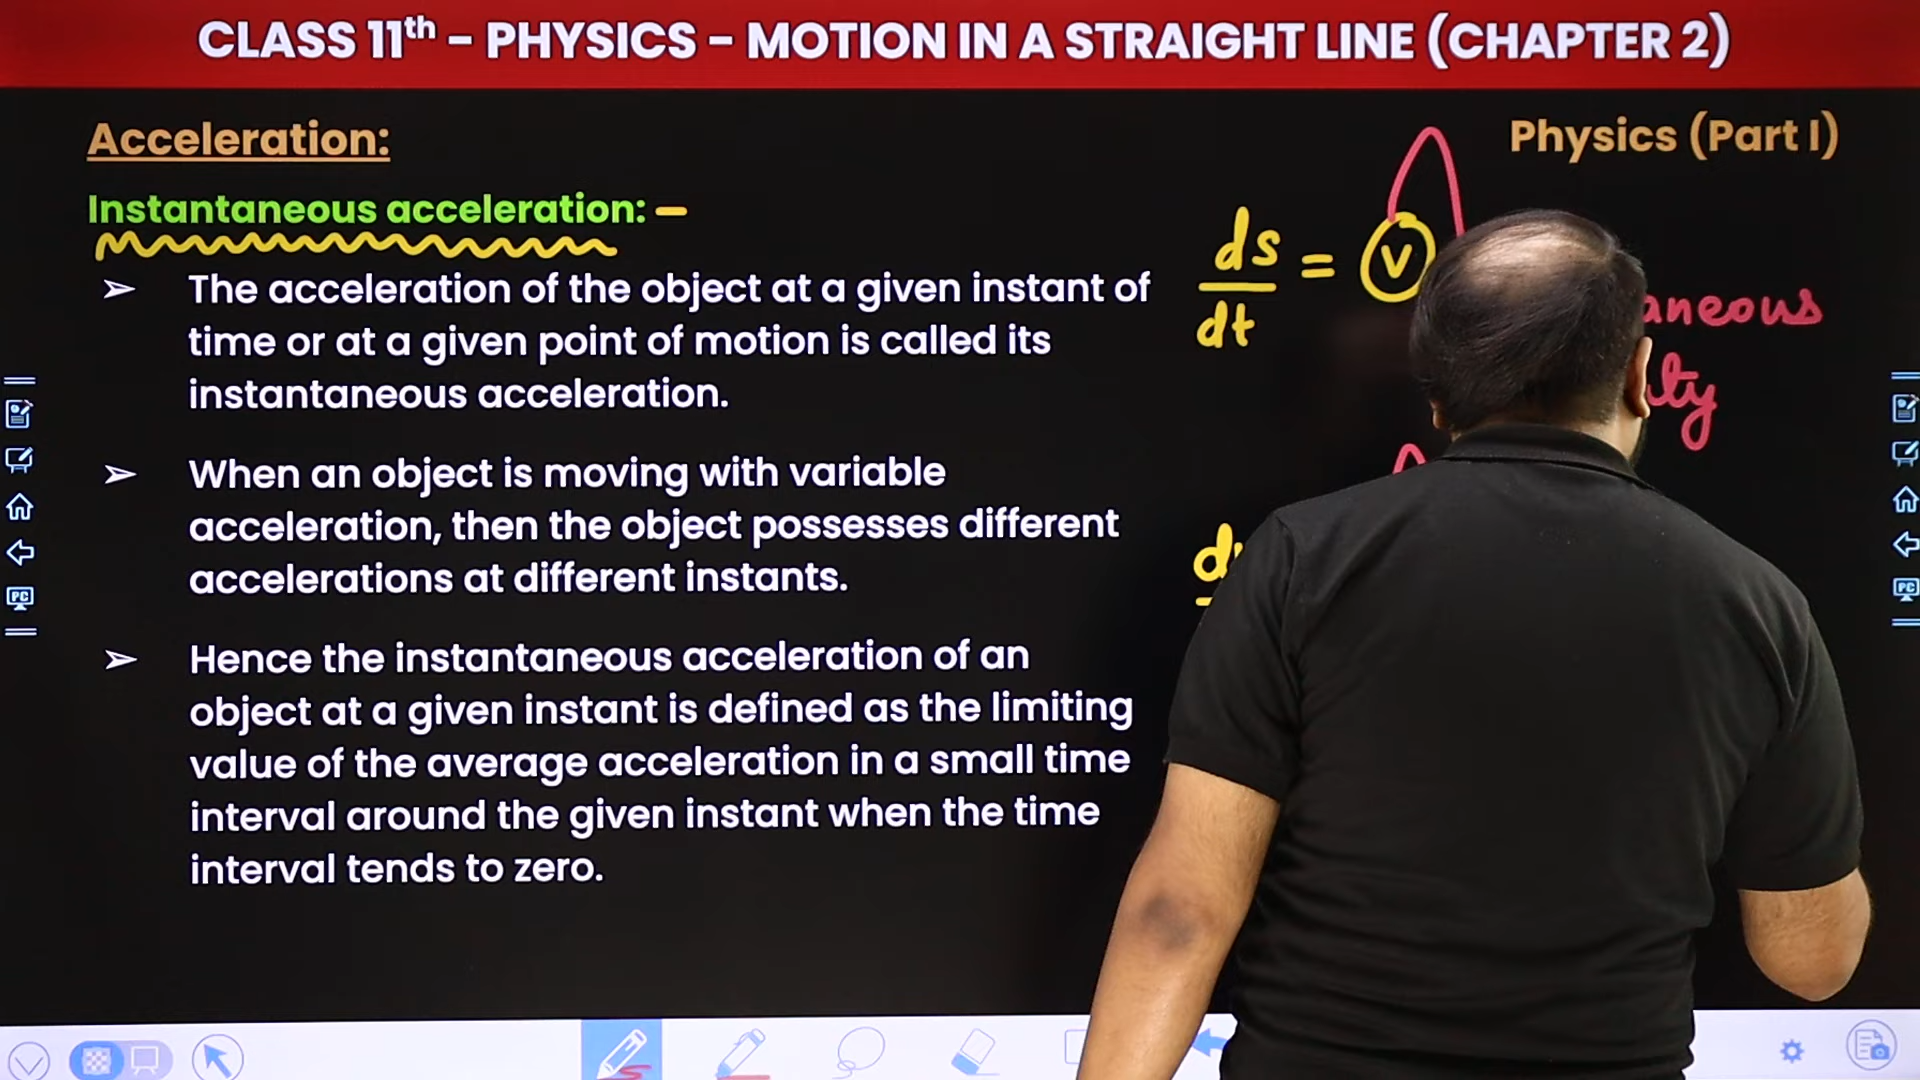 CLASS 11th - PHYSICS - MOTION IN A STRAIGHT LINE (CHAPTER 2)
Acceleration:
Physics (Part I)
Instantaneous acceleration: -
➢ The acceleration of the object at a given instant of
time or at a given point of motion is called its
instantaneous acceleration.
➢ When an object is moving with variable
acceleration, then the object possesses different
accelerations at different instants.
➢ Hence the instantaneous acceleration of an
object at a given instant is defined as the limiting
value of the average acceleration in a small time
interval around the given instant when the time
interval tends to zero.
ds
= v
dt
PC
PC